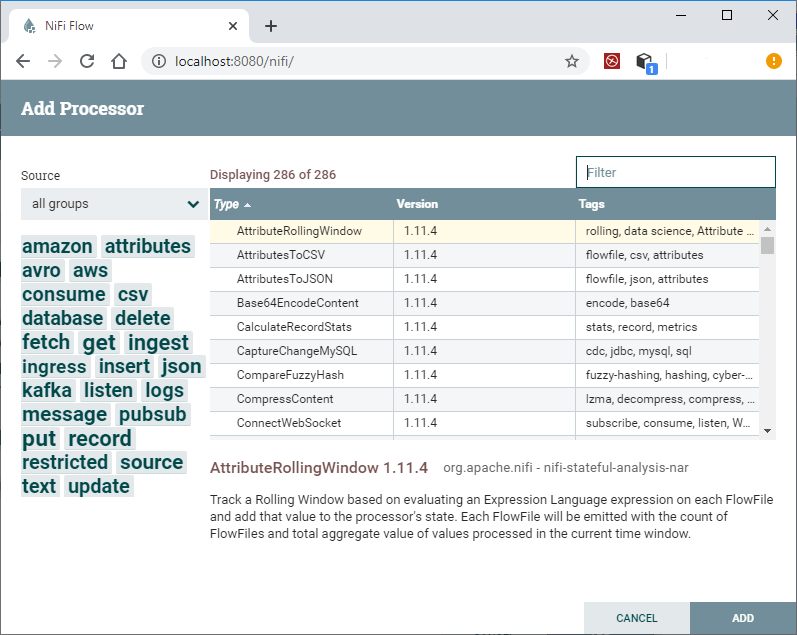 NiFi Flow
localhost:8080/nifi/
1
Add Processor
Source
Displaying 286 of 286
Filter
all groups
Type Version Tags
AttributeRollingWindow 1.11.4 rolling, data science, Attribute ...
AttributesToCSV 1.11.4 flowfile, csv, attributes
AttributesToJSON 1.11.4 flowfile, json, attributes
Base64EncodeContent 1.11.4 encode, base64
CalculateRecordStats 1.11.4 stats, record, metrics
CaptureChangeMySQL 1.11.4 cdc, jdbc, mysql, sql
CompareFuzzyHash 1.11.4 fuzzy-hashing, hashing, cyber-...
CompressContent 1.11.4 lzma, decompress, compress, ...
ConnectWebSocket 1.11.4 subscribe, consume, listen, W...
amazon attributes
avro aws
consume csv
database delete
fetch get ingest
ingress insert json
kafka listen logs
message pubsub
put record
restricted source
text update
AttributeRollingWindow 1.11.4 org.apache.nifi - nifi-stateful-analysis-nar
Track a Rolling Window based on evaluating an Expression Language expression on each FlowFile
and add that value to the processor's state. Each FlowFile will be emitted with the count of
FlowFiles and total aggregate value of values processed in the current time window.
CANCEL ADD